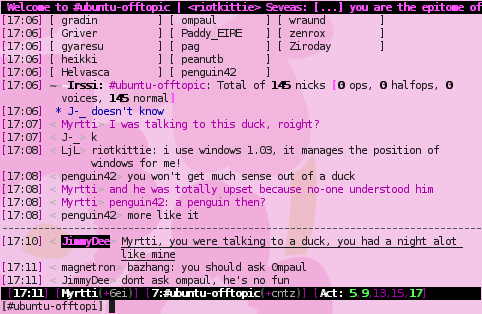 Welcome to #ubuntu-offtopic | <riotkittie> Seveas: [...] you are the epitome of
[17:06] [ gradin ] [ ompaul ] [ wraund ]
[17:06] [ Griver ] [ Paddy_EIRE ] [ zenrox ]
[17:06] [ gyaresu ] [ pag ] [ Ziroday ]
[17:06] [ heikki ] [ peanutb ]
[17:06] [ Helvasca ] [ penguin42 ]
[17:06] ~ Irssi: #ubuntu-offtopic: Total of 145 nicks [0 ops, 0 halfops, 0
voices, 145 normal]
[17:06] * J-_ doesn't know
[17:07] < Myrtti> I was talking to this duck, roight?
[17:07] < J-_> k
[17:08] < LjL> riotkittie: i use windows 1.03, it manages the position of
windows for me!
[17:08] < penguin42> you won't get much sense out of a duck
[17:08] < Myrtti> and he was totally upset because no-one understood him
[17:08] < Myrtti> penguin42: a penguin then?
[17:08] < penguin42> more like it
[17:10] < JimmyDee> Myrtti, you were talking to a duck, you had a night alot
like mine
[17:11] < magnetron> bazhang: you should ask 0mpaul
[17:11] < JimmyDee> dont ask ompaul, he's no fun
[17:11] [Myrtti(+6ei)] [7:#ubuntu-offtopic(+cntz)] [Act: 5,9,13,15,17]
[#ubuntu-offtopi]